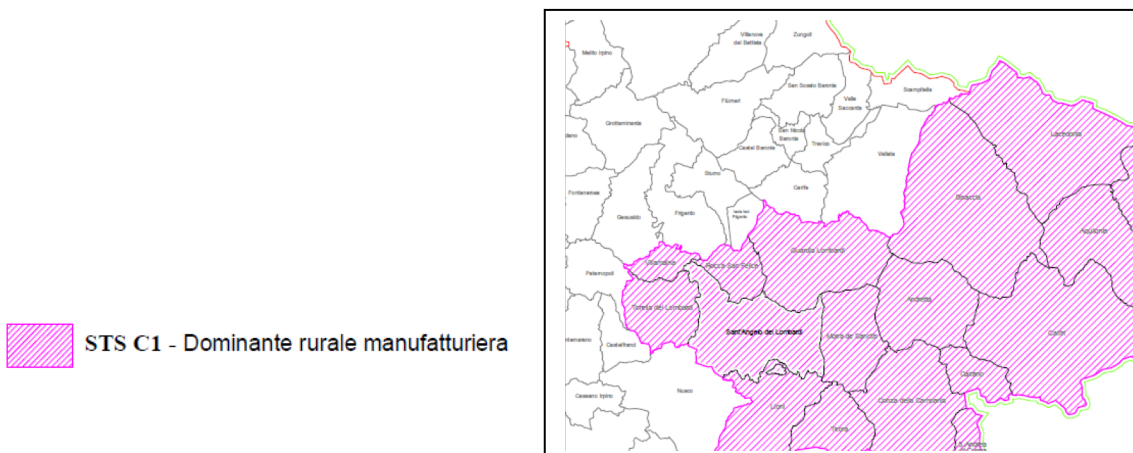 STS C1 - Dominante rurale manufatturiera
Villanova
del Battista
Zungoli
Melito Irpino
San Sossio Baronia
Scampitella
Flumeri
Valle
Saccarda
Grottaminarda
San Nicola
Baronia
Castel Baronia
Trevico
Vallata
Lacedonia
Sturno
Carife
Bisaccia
Fontanarosa
Gesualdo
Frigento
Aquilonia
Guardia Lombardi
Villamaina
Rocca San Felice
Paternopoli
Andretta
Calitri
Torella dei Lombardi
Sant'Angelo dei Lombardi
Morra de Sanctis
Castelfranci
Cairano
Nusco
Cassano Irpino
Conza della Campania
Lioni
Teora
S. Andrea